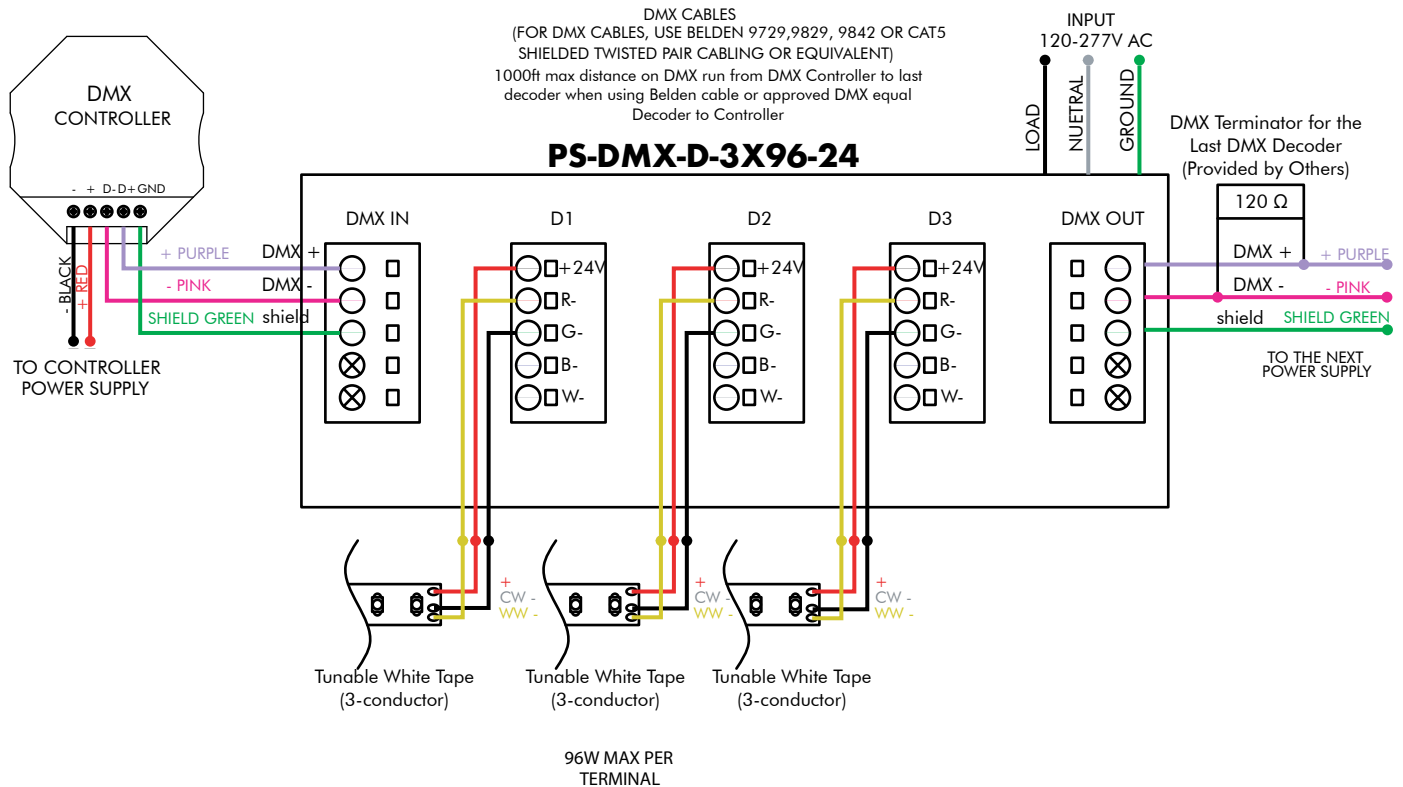 DMX CABLES
(FOR DMX CABLES, USE BELDEN 9729,9829, 9842 OR CAT5
SHIELDED TWISTED PAIR CABLING OR EQUIVALENT)
1000ft max distance on DMX run from DMX Controller to last
decoder when using Belden cable or approved DMX equal
Decoder to Controller
INPUT
120-277V AC
LOAD
NUETRAL
GROUND
DMX
CONTROLLER
- + D- D+ GND
- BLACK
+ RED
TO CONTROLLER
POWER SUPPLY
PS-DMX-D-3X96-24
DMX Terminator for the
Last DMX Decoder
(Provided by Others)
120 Ω
DMX IN
D1
D2
D3
DMX OUT
+ PURPLE DMX +
- PINK DMX -
SHIELD GREEN shield
+24V
R-
G-
B-
W-
+24V
R-
G-
B-
W-
+24V
R-
G-
B-
W-
DMX + + PURPLE
DMX - - PINK
shield SHIELD GREEN
TO THE NEXT
POWER SUPPLY
+
CW -
WW -
+
CW -
WW -
+
CW -
WW -
Tunable White Tape
(3-conductor)
Tunable White Tape
(3-conductor)
Tunable White Tape
(3-conductor)
96W MAX PER
TERMINAL